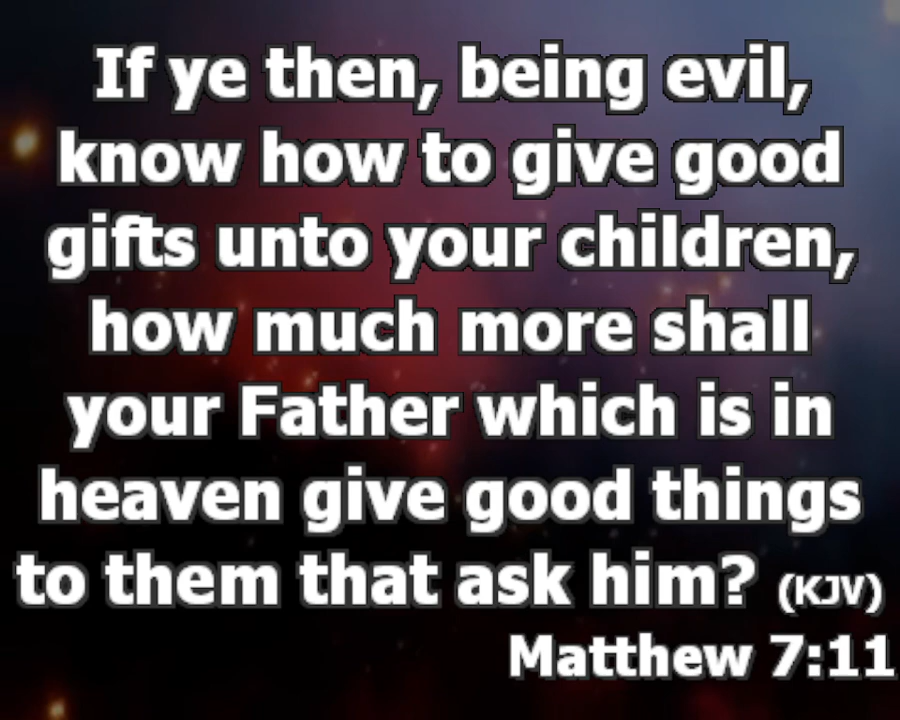 If ye then, being evil,
know how to give good
gifts unto your children,
how much more shall
your Father which is in
heaven give good things
to them that ask him? (KJV)
Matthew 7:11